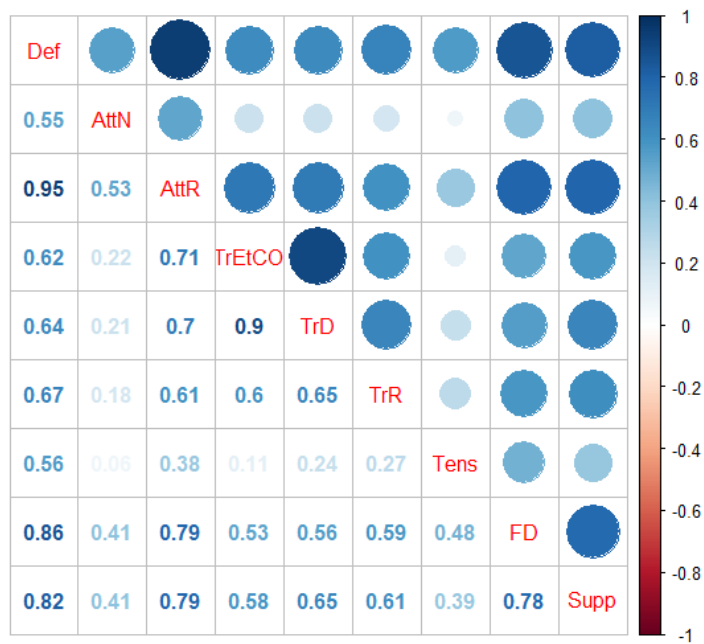 Def
0.55 AttN
0.95 0.53 AttR
0.62 0.22 0.71 TrEtCO
0.64 0.21 0.7 0.9 TrD
0.67 0.18 0.61 0.6 0.65 TrR
0.56 0.06 0.38 0.11 0.24 0.27 Tens
0.86 0.41 0.79 0.53 0.56 0.59 0.48 FD
0.82 0.41 0.79 0.58 0.65 0.61 0.39 0.78 Supp
1
0.8
0.6
0.4
0.2
0
-0.2
-0.4
-0.6
-0.8
-1